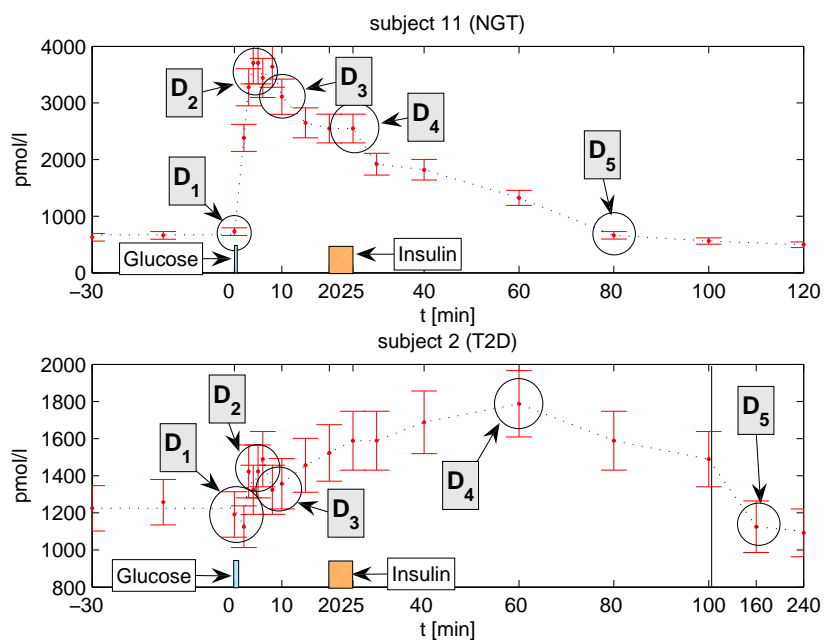 subject 11 (NGT)
4000
3000
2000
1000
0
pmol/l
D2
D3
D4
D1
D5
Glucose
Insulin
−30 0 10 2025 40 60 80 100 120
t [min]
subject 2 (T2D)
2000
1800
1600
1400
1200
1000
800
pmol/l
D2
D1
D5
D4
D3
Glucose
Insulin
−30 0 10 2025 40 60 80 100 160 240
t [min]